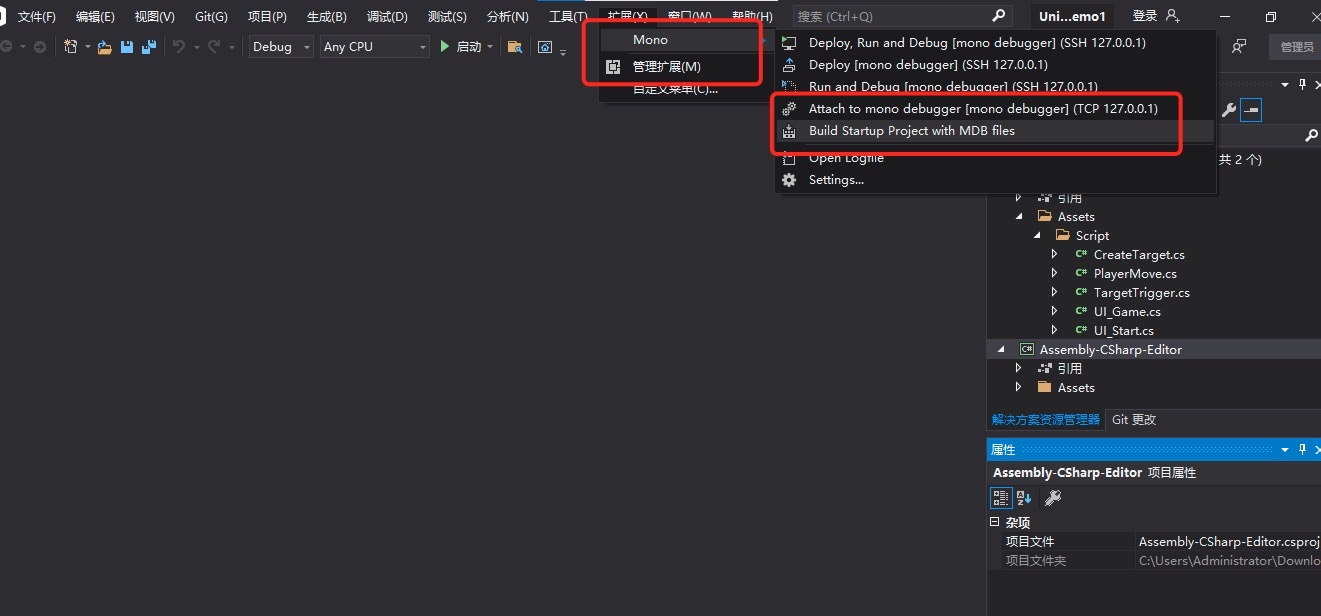 文件(F) 编辑(E) 视图(V) Git(G) 项目(P) 生成(B) 调试(D) 测试(S) 分析(N) 工具(T) 扩展(X) 窗口(W) 帮助(H) 搜索 (Ctrl+Q) Uni...emo1 登录
Debug Any CPU 启动 管理员
Mono
管理扩展(M)
自定义菜单(C)...
Deploy, Run and Debug [mono debugger] (SSH 127.0.0.1)
Deploy [mono debugger] (SSH 127.0.0.1)
Run and Debug [mono debugger] (SSH 127.0.0.1)
Attach to mono debugger [mono debugger] (TCP 127.0.0.1)
Build Startup Project with MDB files
Open Logfile
Settings...
共 2 个)
引用
Assets
Script
CreateTarget.cs
PlayerMove.cs
TargetTrigger.cs
UI_Game.cs
UI_Start.cs
Assembly-CSharp-Editor
引用
Assets
解决方案资源管理器 Git 更改
属性
Assembly-CSharp-Editor 项目属性
杂项
项目文件 Assembly-CSharp-Editor.csproj
项目文件夹 C:\Users\Administrator\Downlo